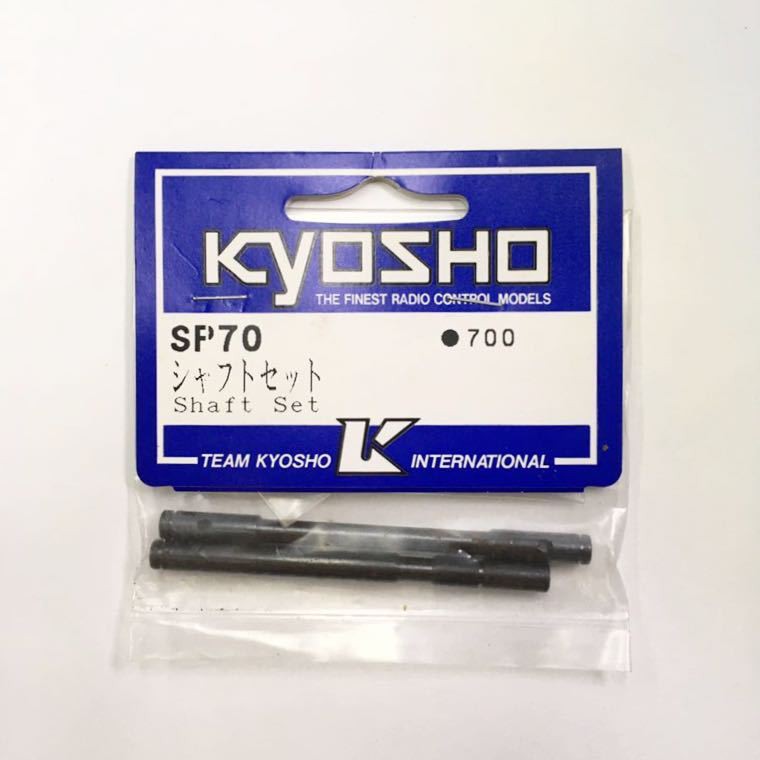 KYOSHO
THE FINEST RADIO CONTROL MODELS
SP70 ●700
シャフトセット
Shaft Set
TEAM KYOSHO K INTERNATIONAL